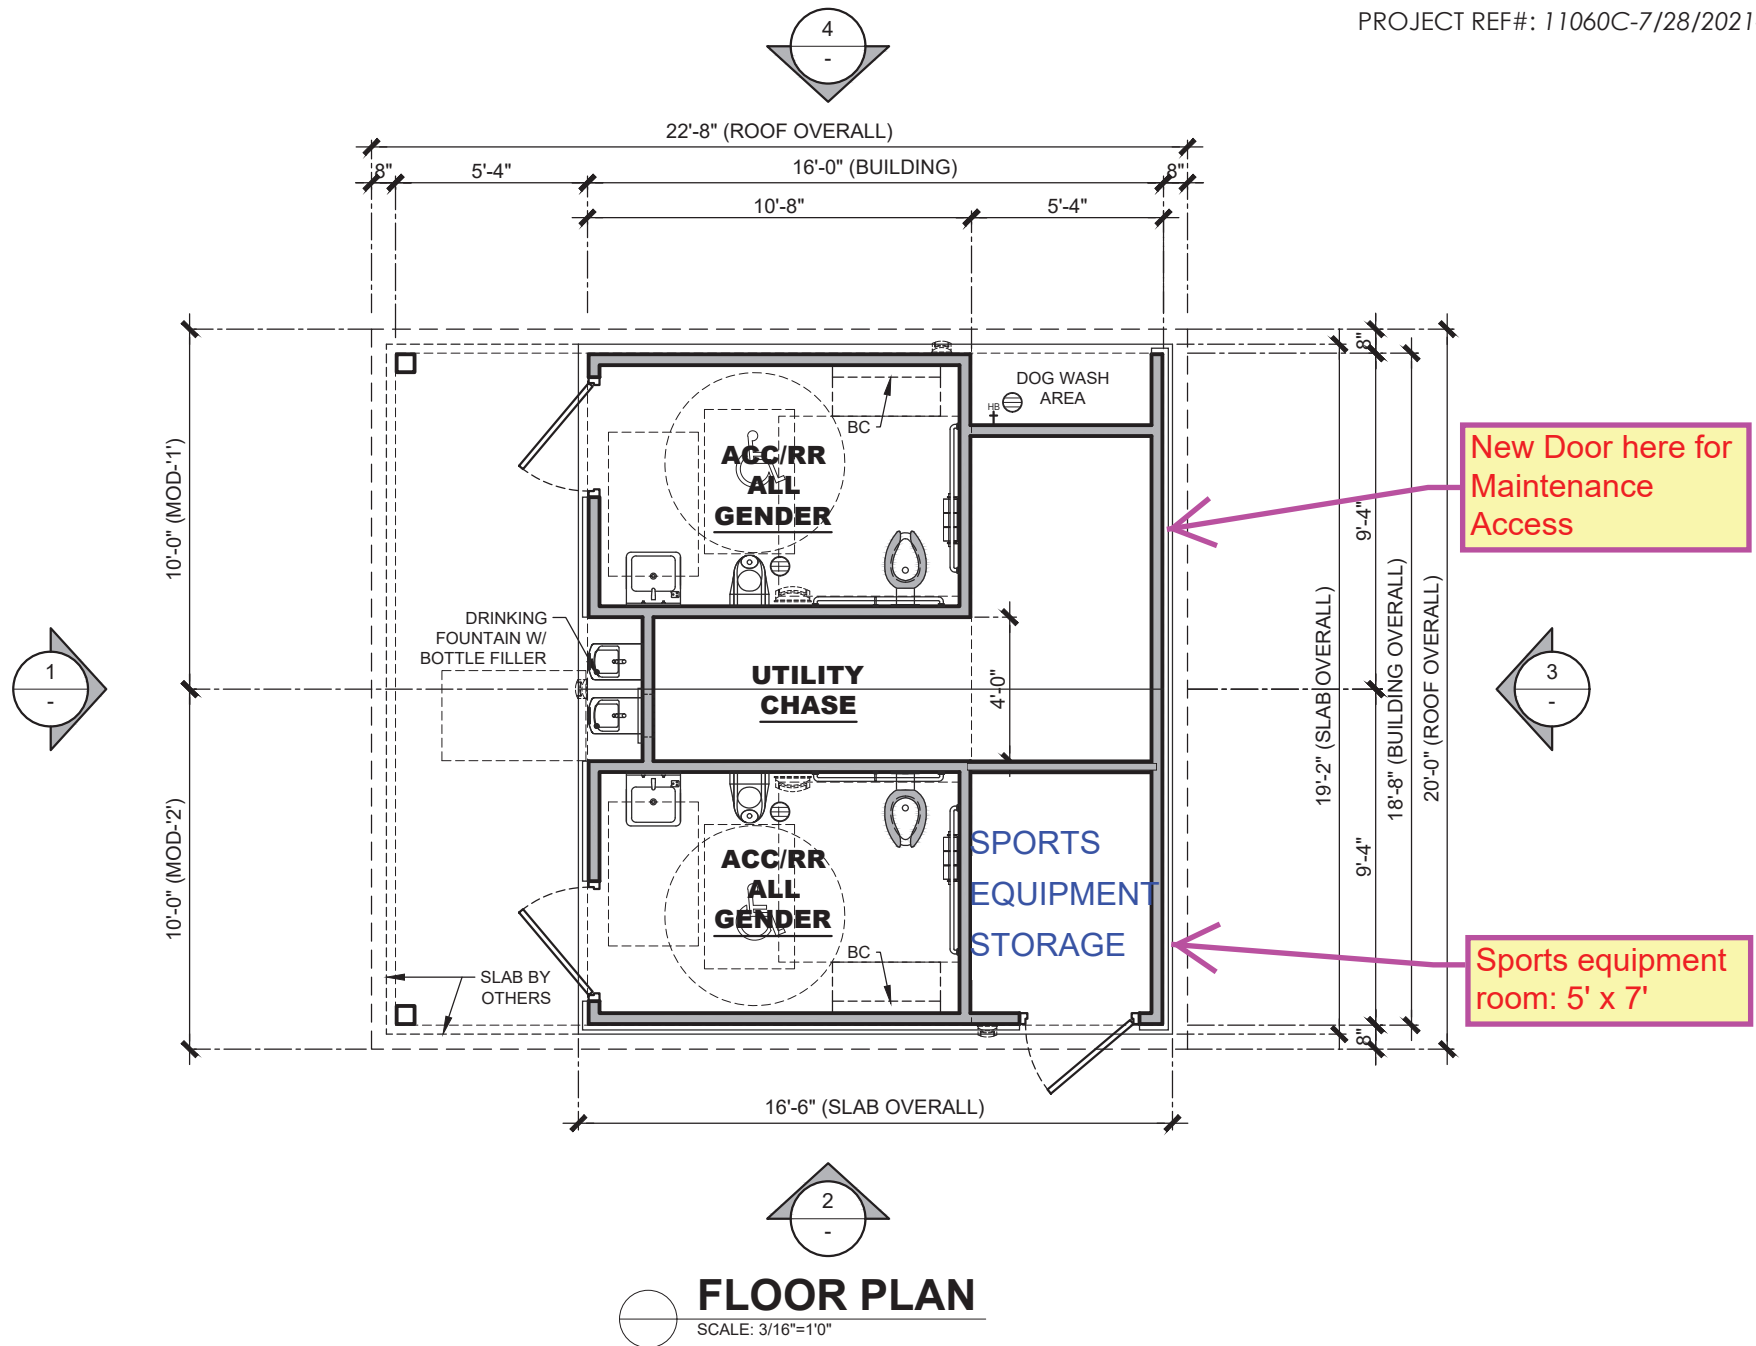 PROJECT REF#: 11060C-7/28/2021
4
-
22'-8" (ROOF OVERALL)
8"
5'-4"
16'-0" (BUILDING)
8"
10'-8"
5'-4"
DOG WASH
AREA
HB
BC
ACC/RR
ALL
GENDER
New Door here for
Maintenance
Access
10'-0" (MOD-'1')
8"
9'-4"
19'-2" (SLAB OVERALL)
18'-8" (BUILDING OVERALL)
20'-0" (ROOF OVERALL)
DRINKING
FOUNTAIN W/
BOTTLE FILLER
1
-
UTILITY
CHASE
4'-0"
3
-
10'-0" (MOD-'2')
ACC/RR
ALL
GENDER
BC
SPORTS
EQUIPMENT
STORAGE
9'-4"
8"
Sports equipment
room: 5' x 7'
SLAB BY
OTHERS
16'-6" (SLAB OVERALL)
2
-
FLOOR PLAN
SCALE: 3/16"=1'0"